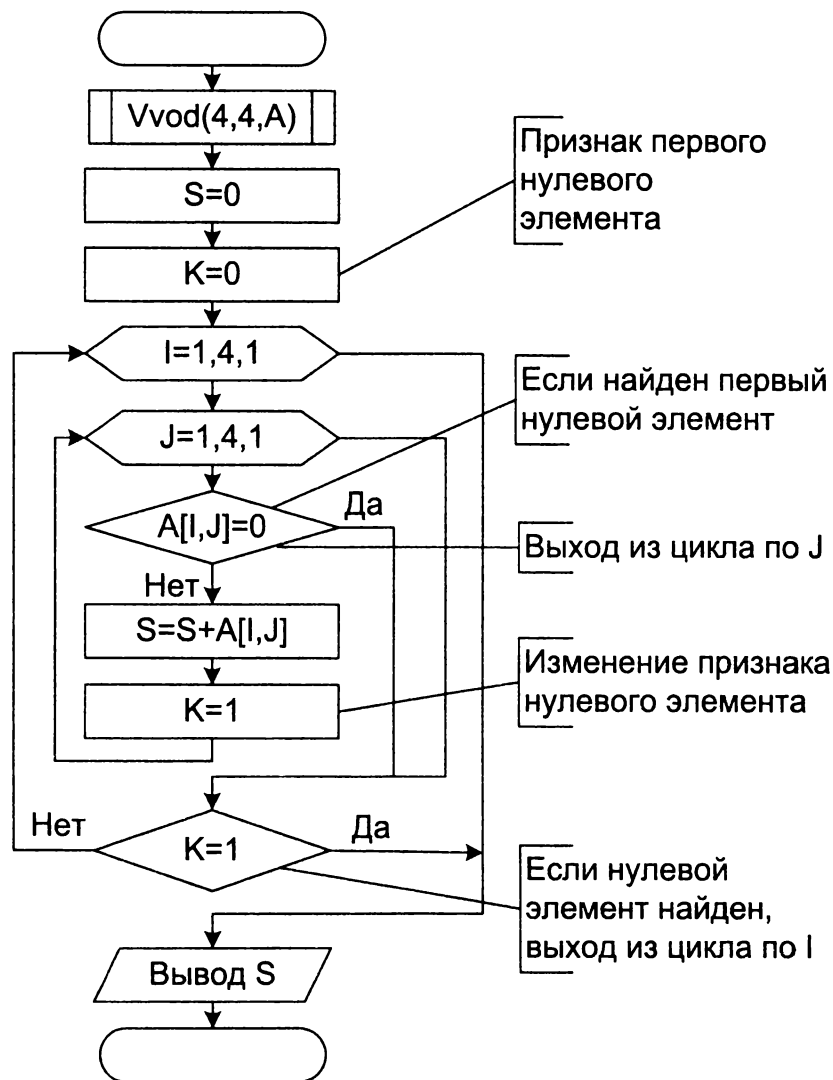 Vvod(4,4,A)
S=0
K=0
Признак первого
нулевого
элемента
I=1,4,1
J=1,4,1
Если найден первый
нулевой элемент
A[I,J]=0
Да
Выход из цикла по J
Нет
S=S+A[I,J]
K=1
Изменение признака
нулевого элемента
Нет
K=1
Да
Если нулевой
элемент найден,
выход из цикла по I
Вывод S